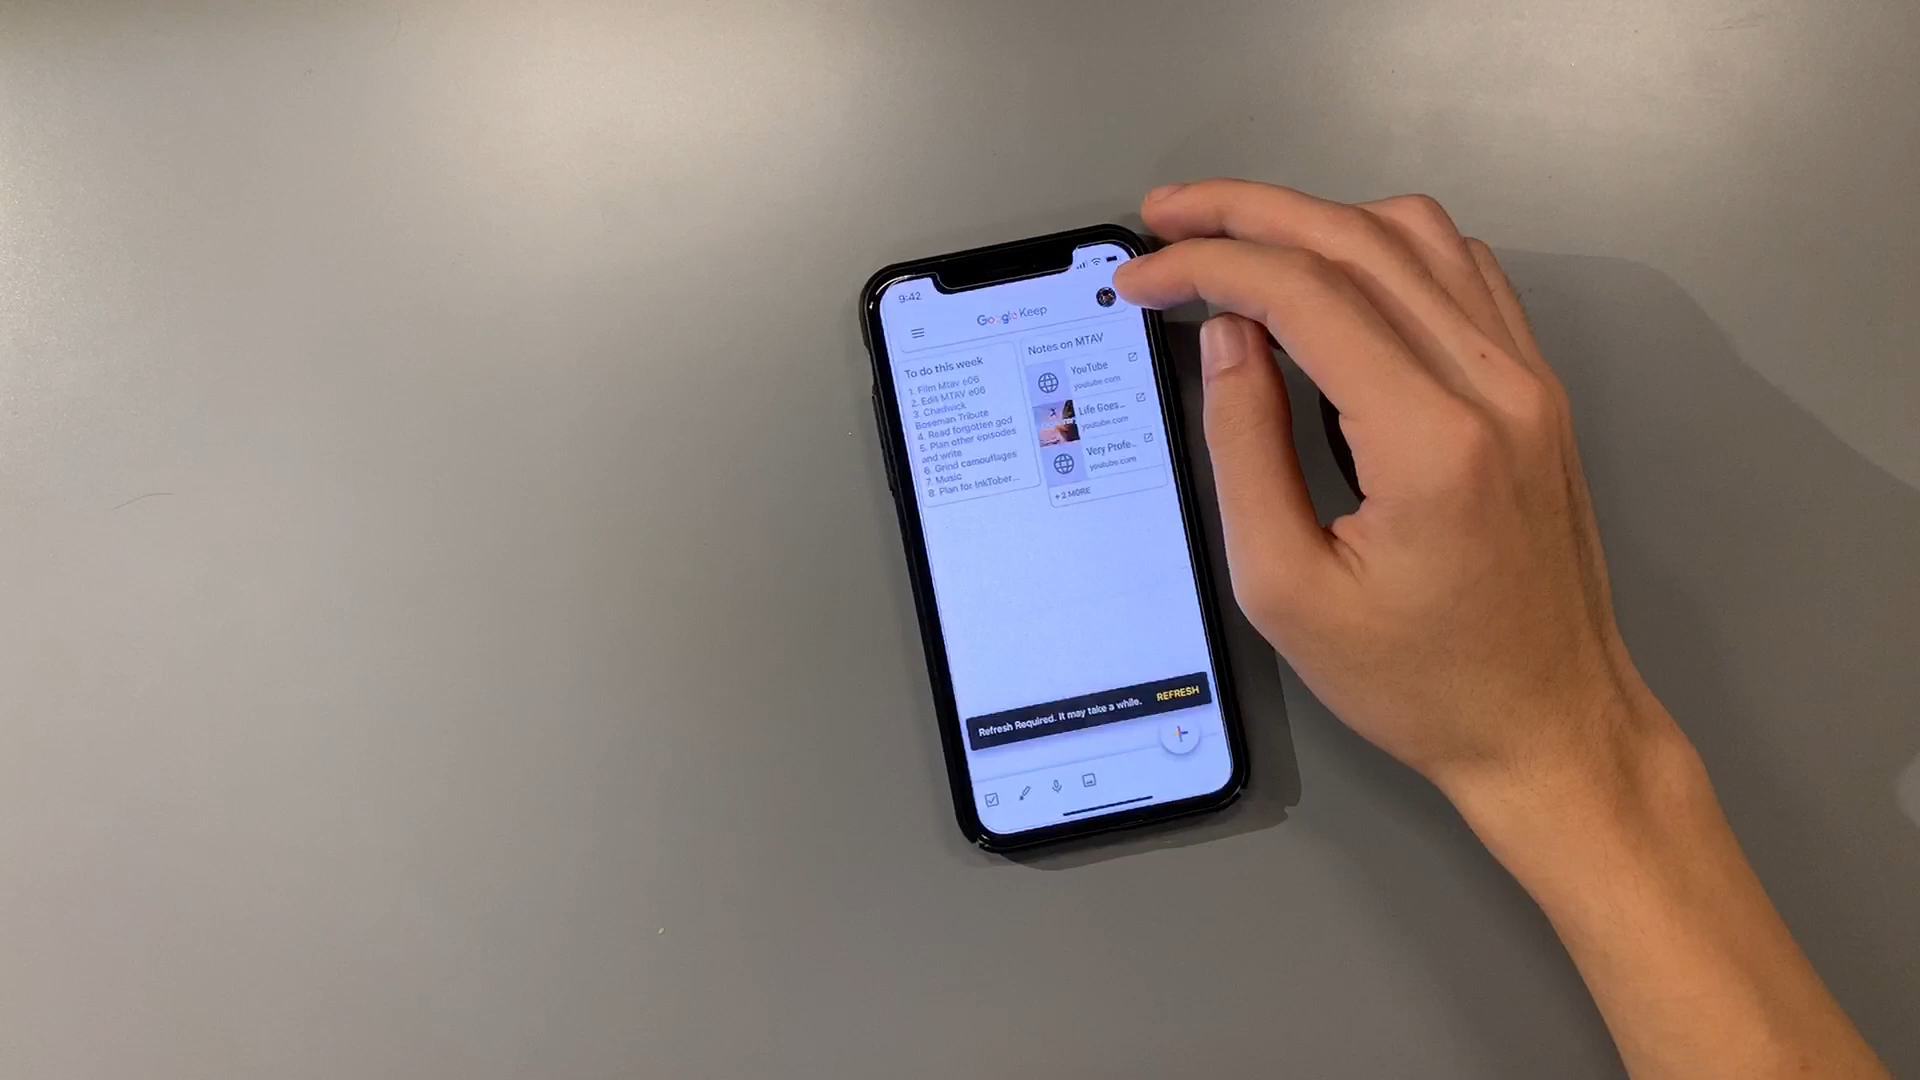 9:42
Google Keep
To do this week
1. Film Mtav e06
2. Edit MTAV e06
3. Chadwick
Boseman Tribute
4. Read forgotten god
5. Plan other episodes
and write
6. Grind camouflages
7. Music
8. Plan for InkTober...
Notes on MTAV
YouTube
youtube.com
Life Goes...
youtube.com
Very Profe...
youtube.com
+2 MORE
Refresh Required. It may take a while.
REFRESH